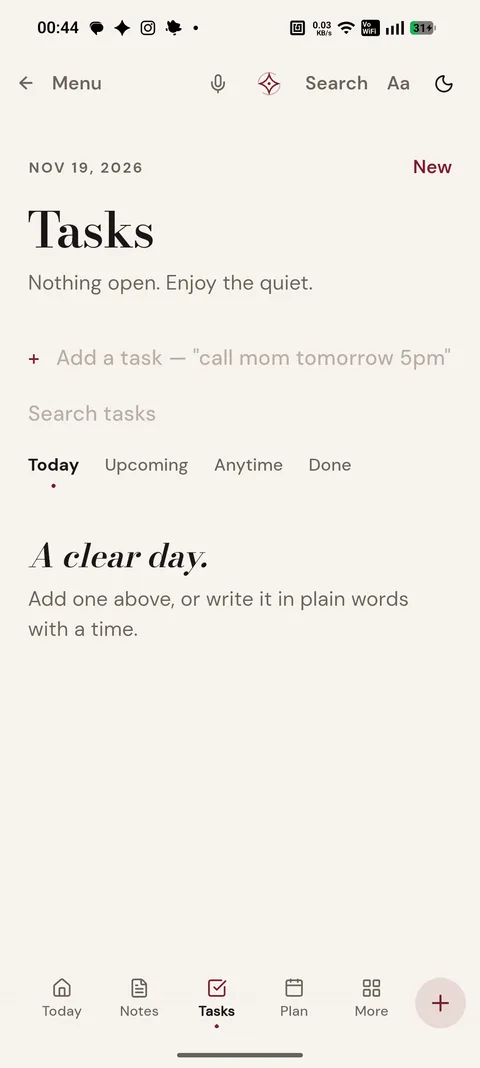 00:44
0.03
KB/s
Vo
WiFi
31
Menu
Search
Aa
NOV 19, 2026
New
Tasks
Nothing open. Enjoy the quiet.
+ Add a task — "call mom tomorrow 5pm"
Search tasks
Today Upcoming Anytime Done
A clear day.
Add one above, or write it in plain words
with a time.
Today Notes Tasks Plan More +